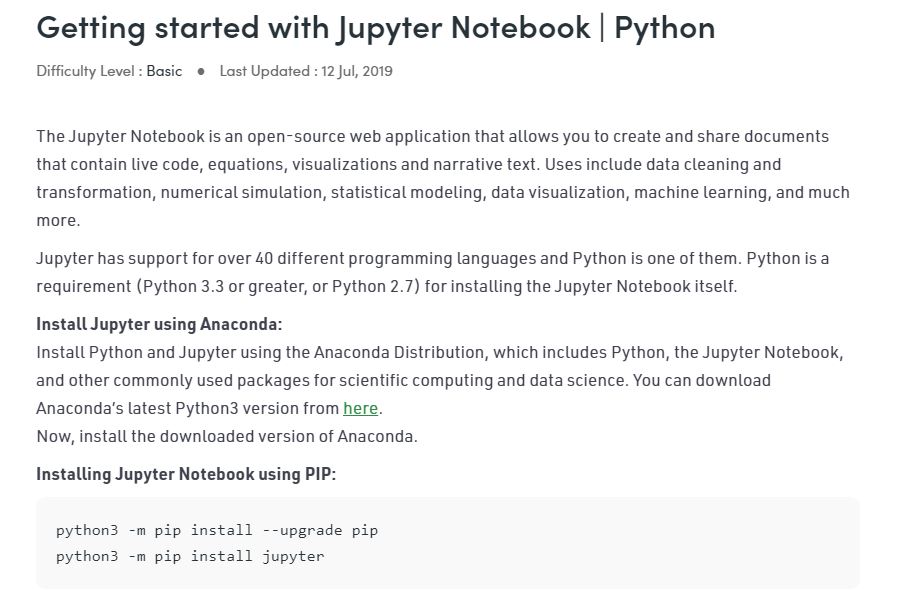 Getting started with Jupyter Notebook | Python
Difficulty Level : Basic ● Last Updated : 12 Jul, 2019
The Jupyter Notebook is an open-source web application that allows you to create and share documents
that contain live code, equations, visualizations and narrative text. Uses include data cleaning and
transformation, numerical simulation, statistical modeling, data visualization, machine learning, and much
more.
Jupyter has support for over 40 different programming languages and Python is one of them. Python is a
requirement (Python 3.3 or greater, or Python 2.7) for installing the Jupyter Notebook itself.
Install Jupyter using Anaconda:
Install Python and Jupyter using the Anaconda Distribution, which includes Python, the Jupyter Notebook,
and other commonly used packages for scientific computing and data science. You can download
Anaconda’s latest Python3 version from here.
Now, install the downloaded version of Anaconda.
Installing Jupyter Notebook using PIP:
python3 -m pip install --upgrade pip
python3 -m pip install jupyter